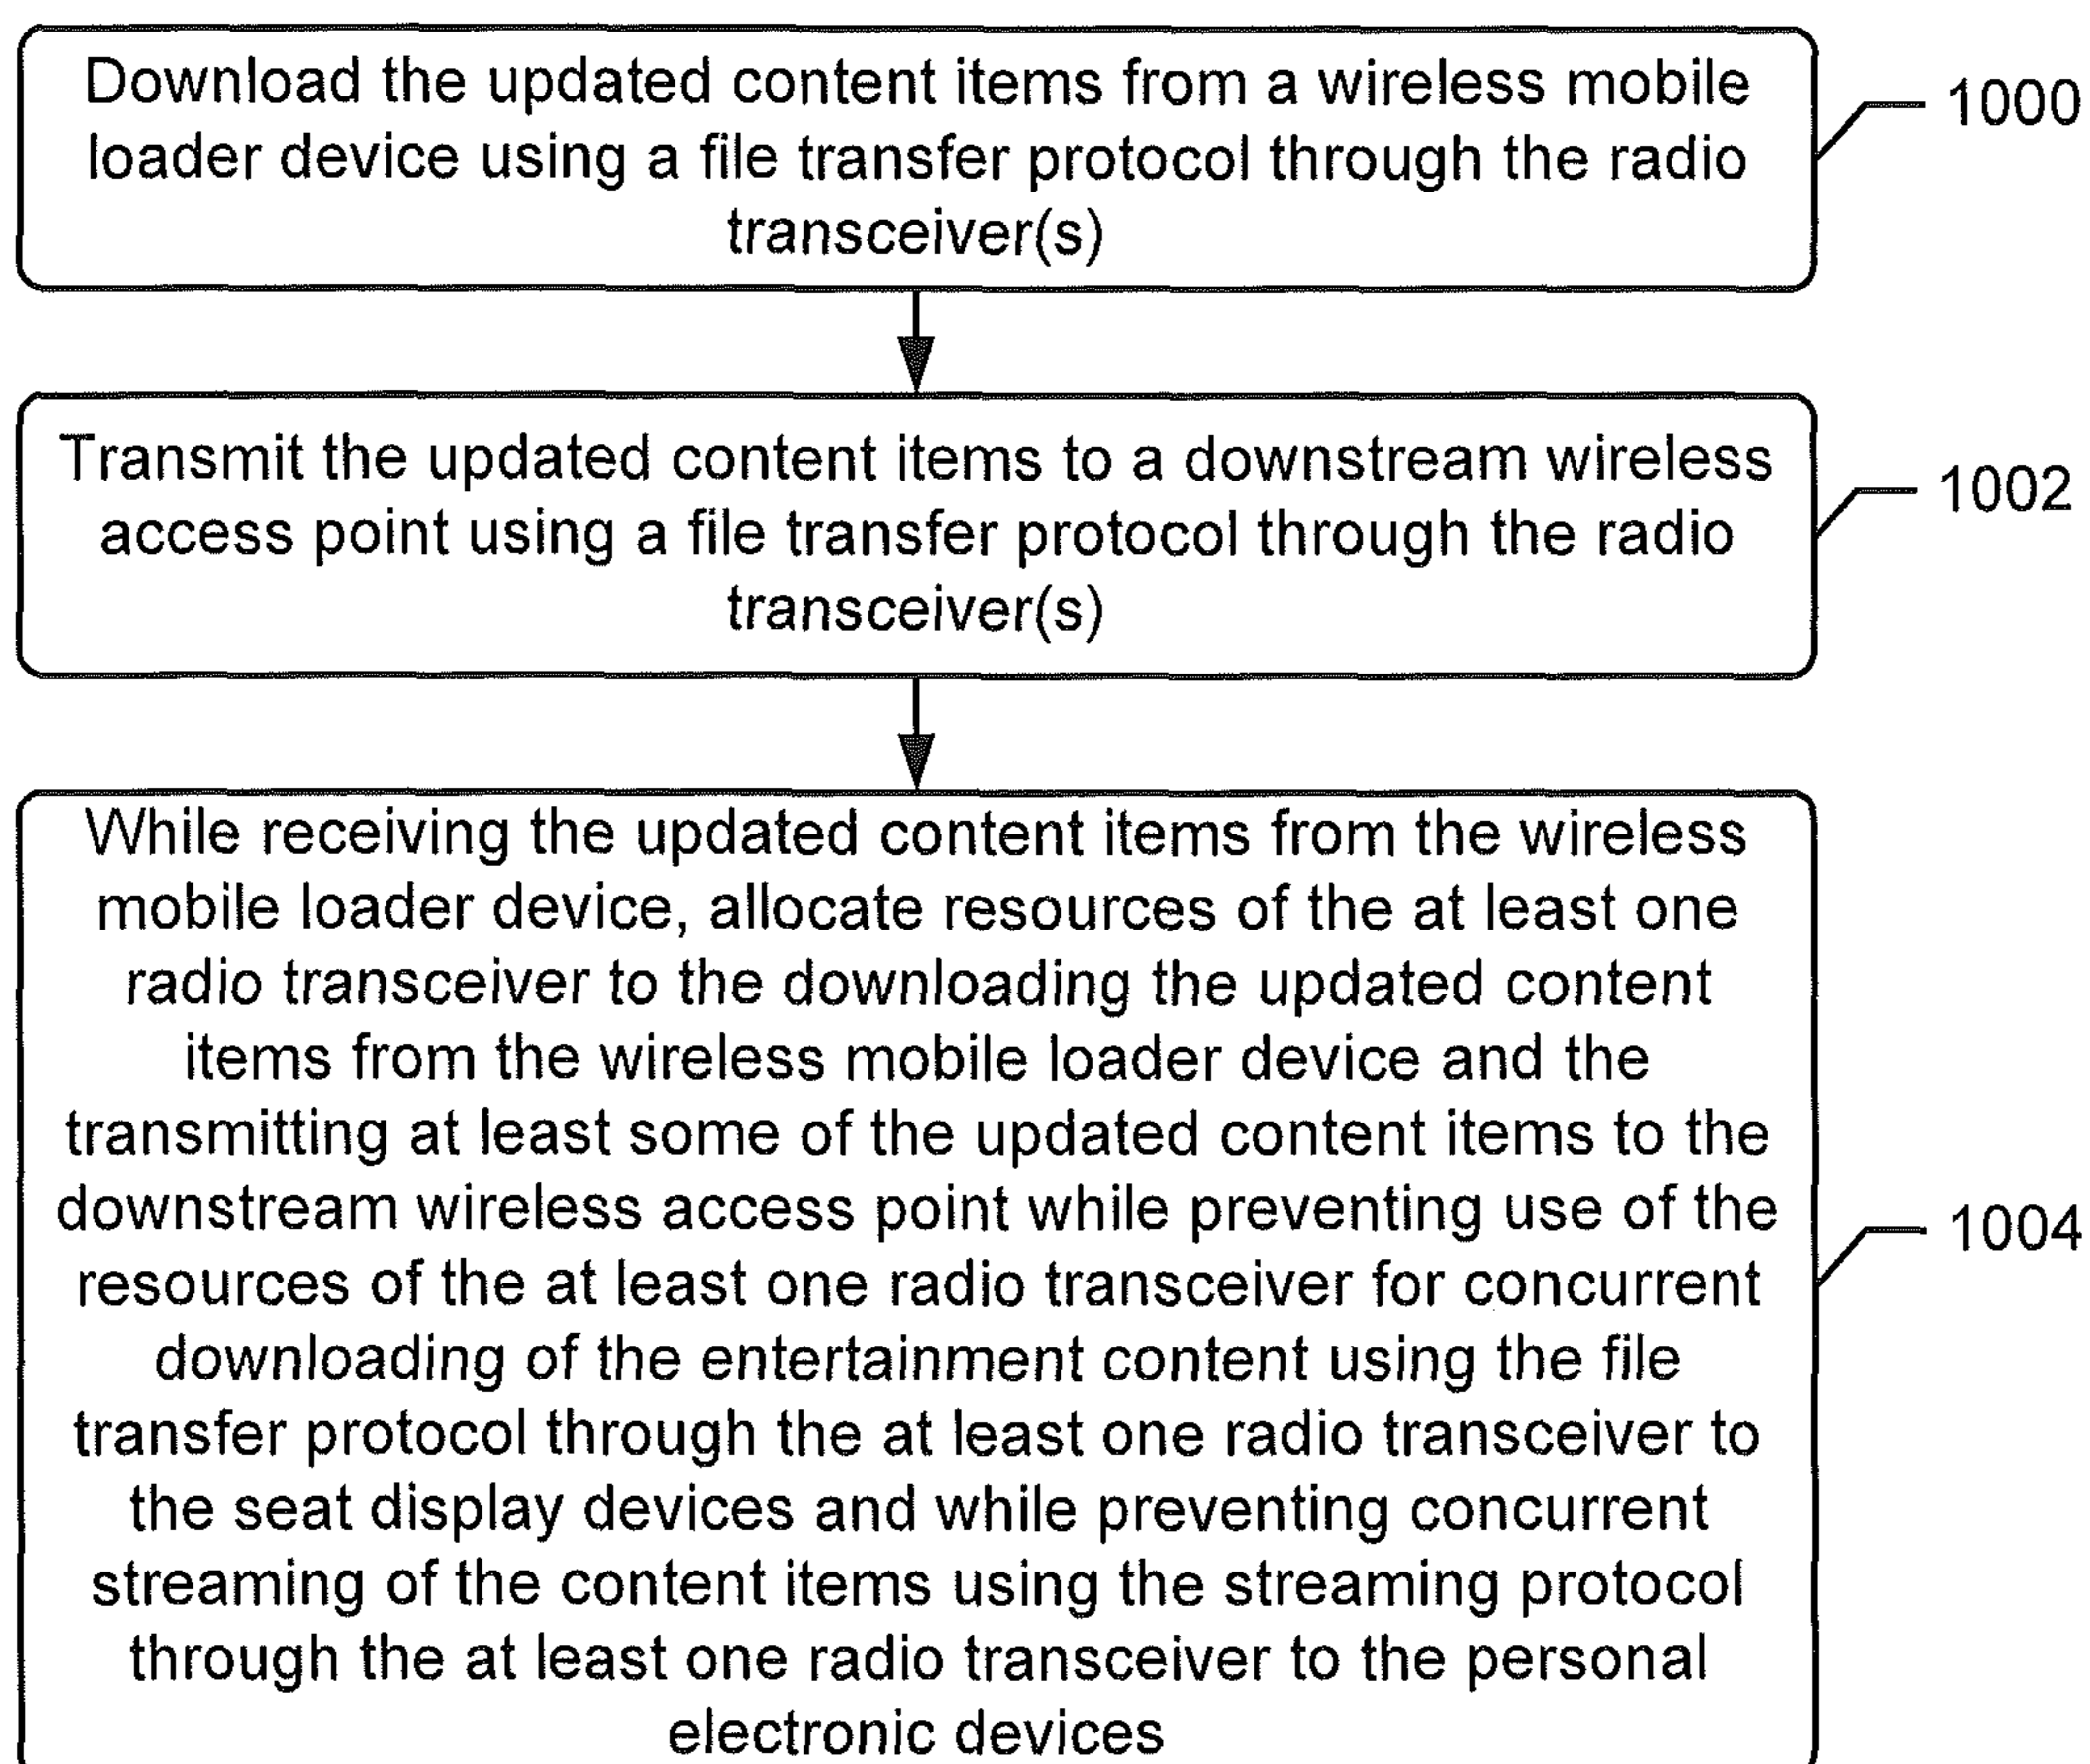 Download the updated content items from a wireless mobile
loader device using a file transfer protocol through the radio
transceiver(s)
1000
Transmit the updated content items to a downstream wireless
access point using a file transfer protocol through the radio
transceiver(s)
1002
While receiving the updated content items from the wireless
mobile loader device, allocate resources of the at least one
radio transceiver to the downloading the updated content
items from the wireless mobile loader device and the
transmitting at least some of the updated content items to the
downstream wireless access point while preventing use of the
resources of the at least one radio transceiver for concurrent
downloading of the entertainment content using the file
transfer protocol through the at least one radio transceiver to
the seat display devices and while preventing concurrent
streaming of the content items using the streaming protocol
through the at least one radio transceiver to the personal
electronic devices
1004